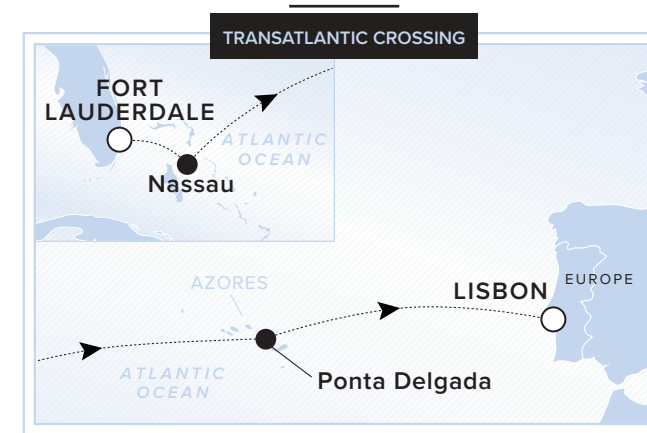 TRANSATLANTIC CROSSING
FORT
LAUDERDALE
ATLANTIC
OCEAN
Nassau
AZORES
LISBON
EUROPE
ATLANTIC
OCEAN
Ponta Delgada